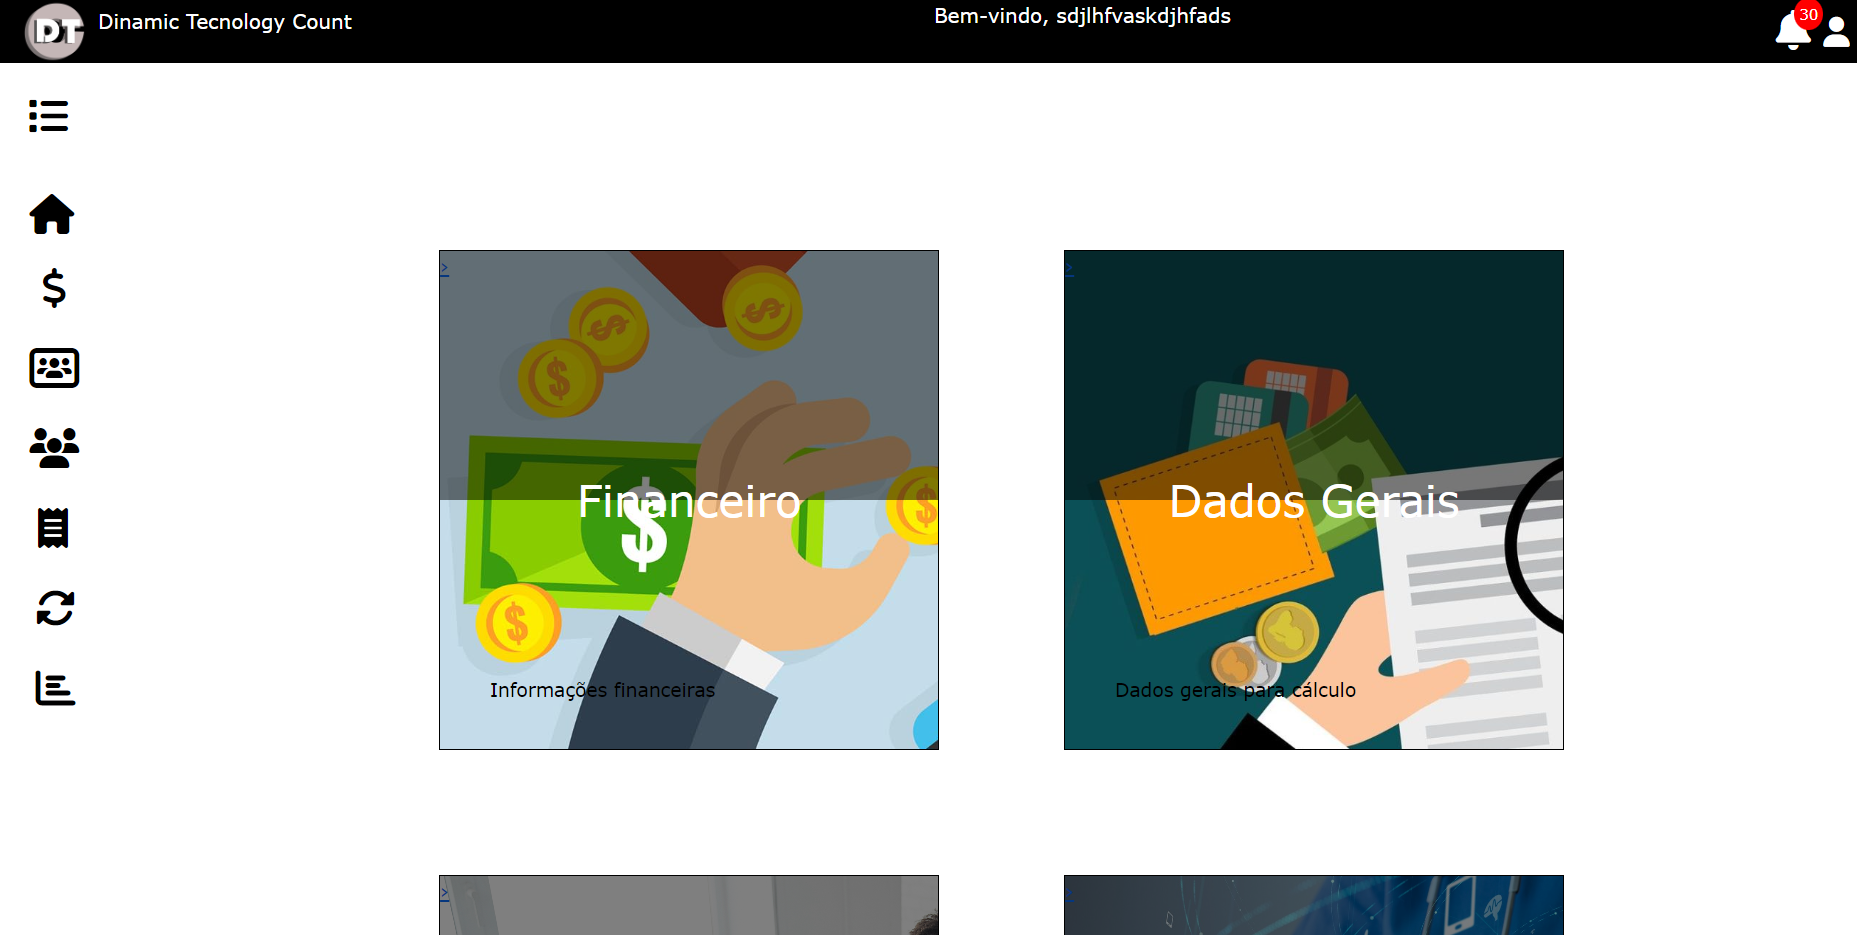 DT Dinamic Tecnology Count
Bem-vindo, sdjlhfvaskdjhfads
30
>
>
Financeiro
Dados Gerais
Informações financeiras
Dados gerais para cálculo
>
>